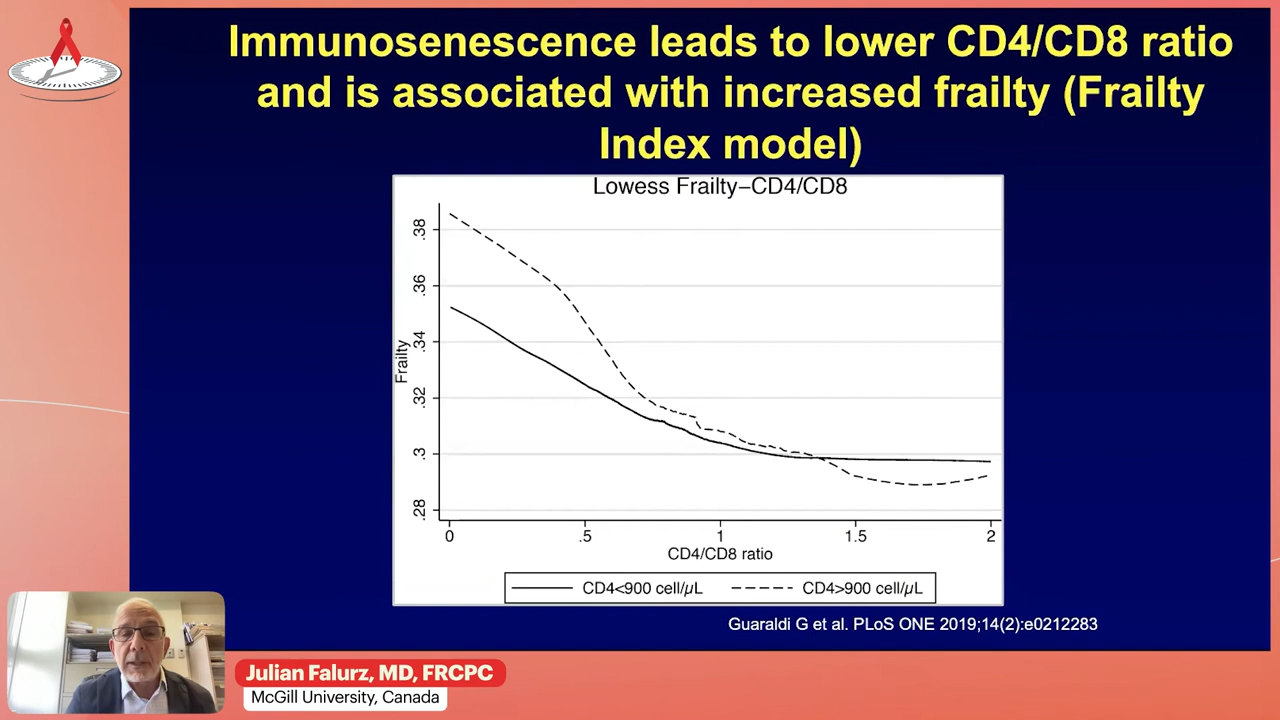 Immunosenescence leads to lower CD4/CD8 ratio
and is associated with increased frailty (Frailty
Index model)
Lowess Frailty–CD4/CD8
Frailty
.38
.36
.34
.32
.3
.28
0
.5
1
1.5
2
CD4/CD8 ratio
CD4<900 cell/µL
CD4>900 cell/µL
Guaraldi G et al. PLoS ONE 2019;14(2):e0212283
Julian Falurz, MD, FRCPC
McGill University, Canada